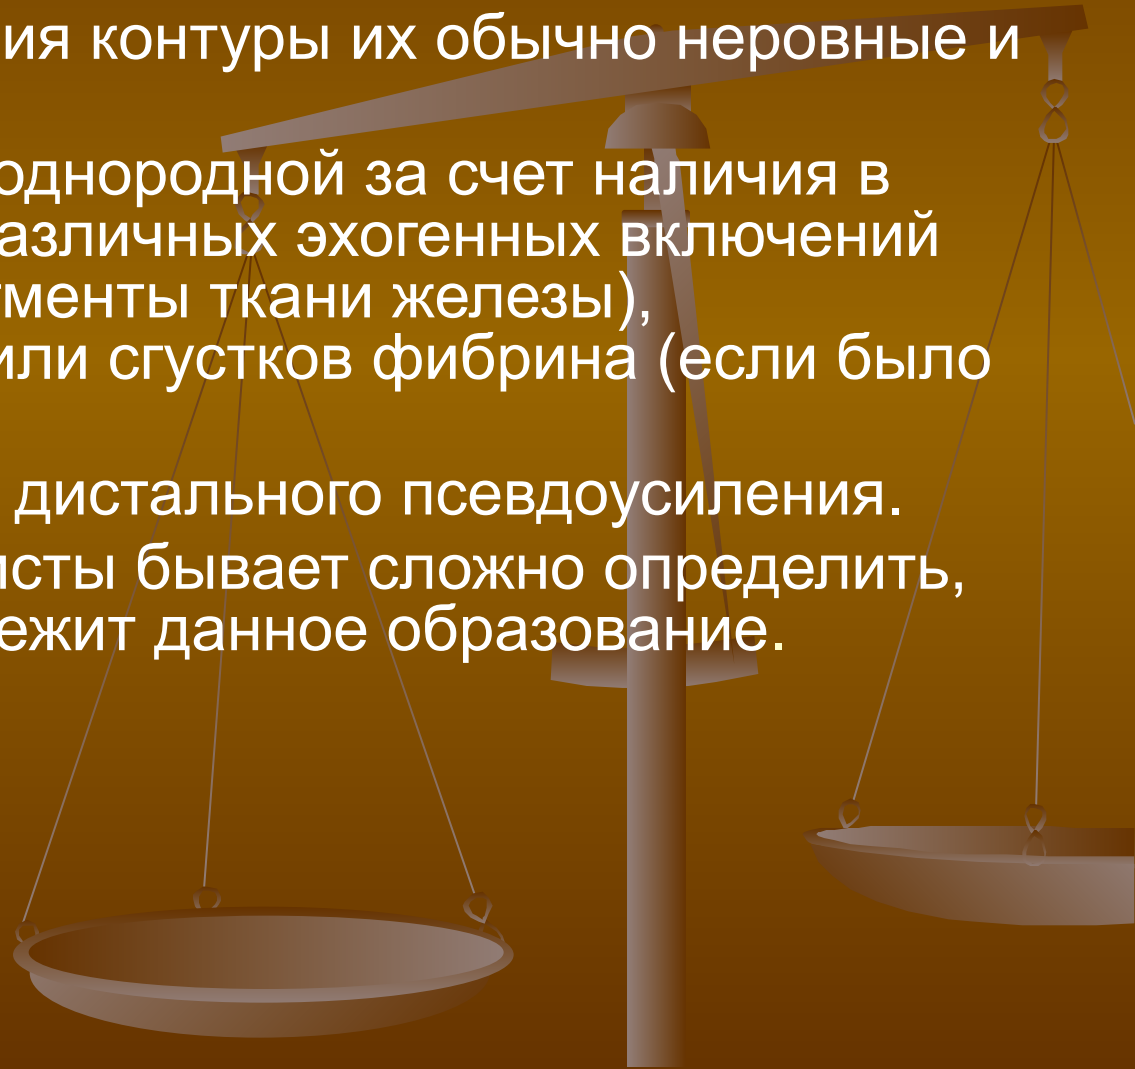 ия контуры их обычно неровные и
однородной за счет наличия в
азличных эхогенных включений
гменты ткани железы),
или сгустков фибрина (если было
дистального псевдоусиления.
исты бывает сложно определить,
ежит данное образование.